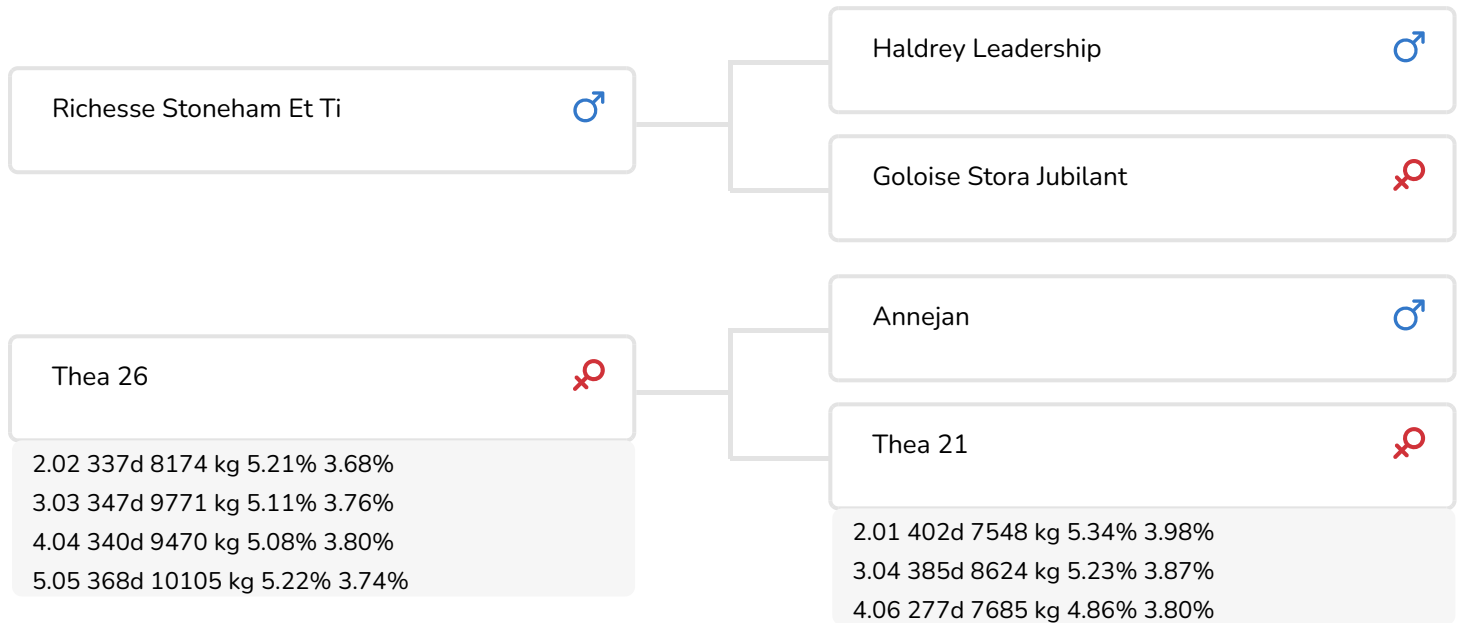 Haldrey Leadership
Richesse Stoneham Et Ti
Goloise Stora Jubilant
Annejan
Thea 26
Thea 21
2.02 337d 8174 kg 5.21% 3.68%
3.03 347d 9771 kg 5.11% 3.76%
4.04 340d 9470 kg 5.08% 3.80%
5.05 368d 10105 kg 5.22% 3.74%
2.01 402d 7548 kg 5.34% 3.98%
3.04 385d 8624 kg 5.23% 3.87%
4.06 277d 7685 kg 4.86% 3.80%